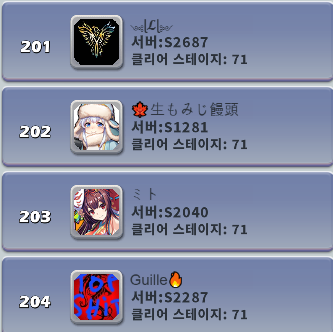 201
꧁ℒ꧂
서버:S2687
클리어 스테이지: 71
202
🍁生もみじ饅頭
서버:S1281
클리어 스테이지: 71
203
ミト
서버:S2040
클리어 스테이지: 71
204
Guille🔥
서버:S2287
클리어 스테이지: 71